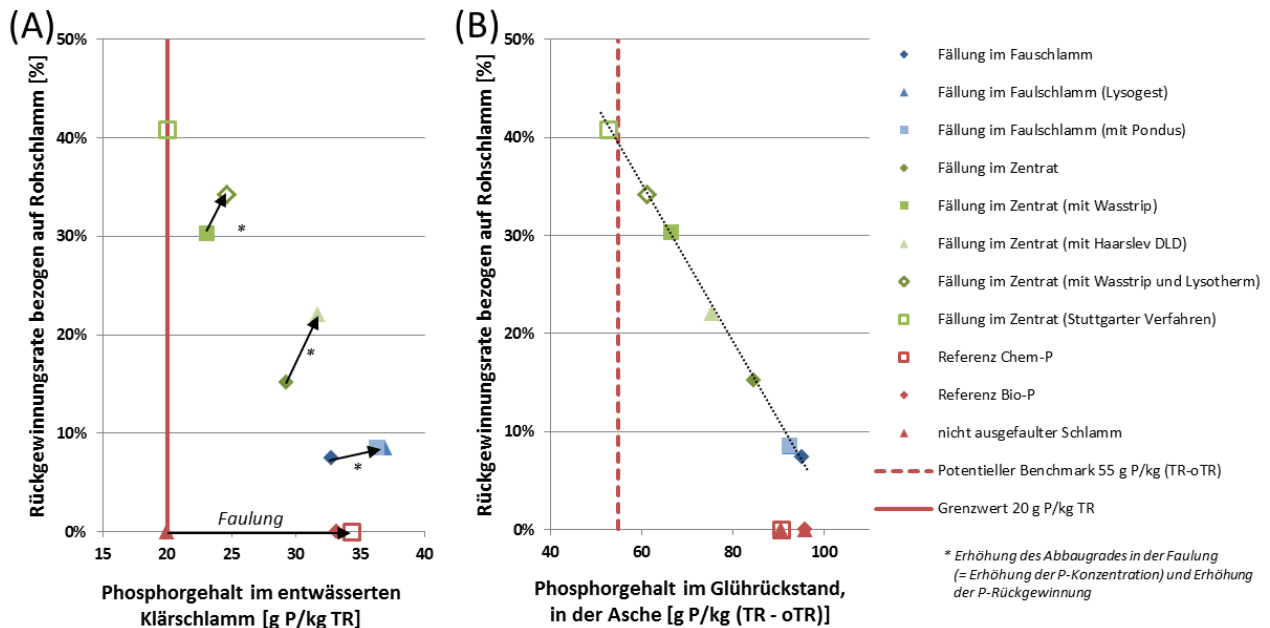 (A)
Rückgewinnungsrate bezogen auf Rohschlamm [%]
50%
40%
30%
20%
10%
0%
*
*
*
Faulung
15
20
25
30
35
40
Phosphorgehalt im entwässerten
Klärschlamm [g P/kg TR]
(B)
Rückgewinnungsrate bezogen auf Rohschlamm [%]
50%
40%
30%
20%
10%
0%
40
60
80
100
Phosphorgehalt im Glührückstand,
in der Asche [g P/kg (TR - oTR)]
Fällung im Fauschlamm
Fällung im Faulschlamm (Lysogest)
Fällung im Faulschlamm (mit Pondus)
Fällung im Zentrat
Fällung im Zentrat (mit Wasstrip)
Fällung im Zentrat (mit Haarslev DLD)
Fällung im Zentrat (mit Wasstrip und Lysotherm)
Fällung im Zentrat (Stuttgarter Verfahren)
Referenz Chem-P
Referenz Bio-P
nicht ausgefaulter Schlamm
Potentieller Benchmark 55 g P/kg (TR-oTR)
Grenzwert 20 g P/kg TR
* Erhöhung des Abbaugrades in der Faulung
(= Erhöhung der P-Konzentration) und Erhöhung
der P-Rückgewinnung